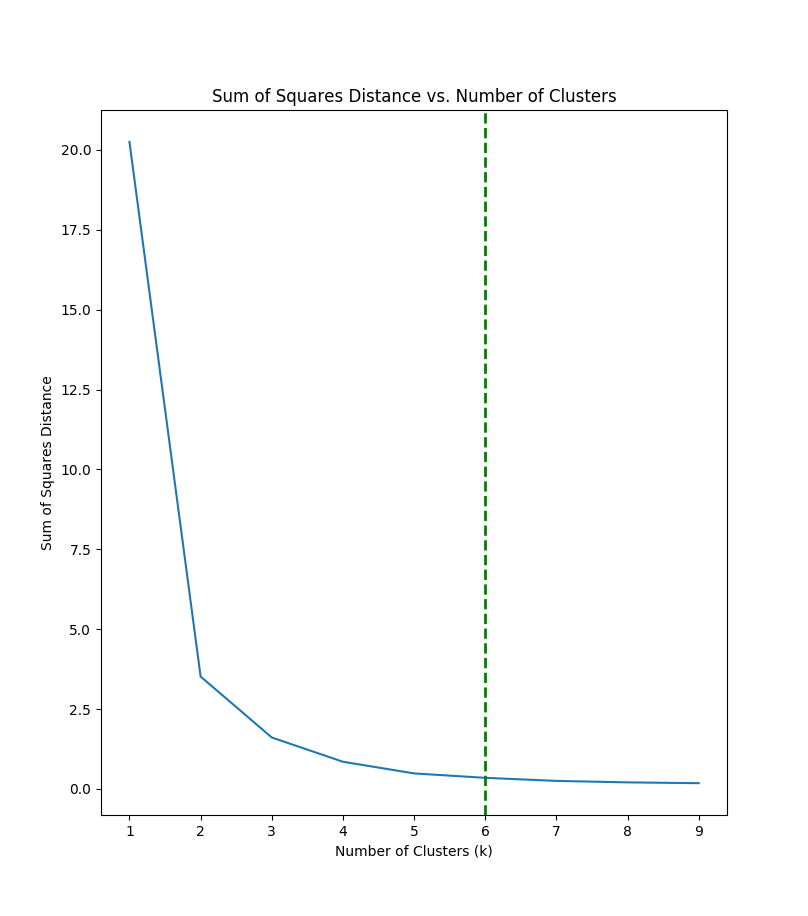 Sum of Squares Distance vs. Number of Clusters
20.0
17.5
15.0
12.5
10.0
7.5
5.0
2.5
0.0
Sum of Squares Distance
1 2 3 4 5 6 7 8 9
Number of Clusters (k)